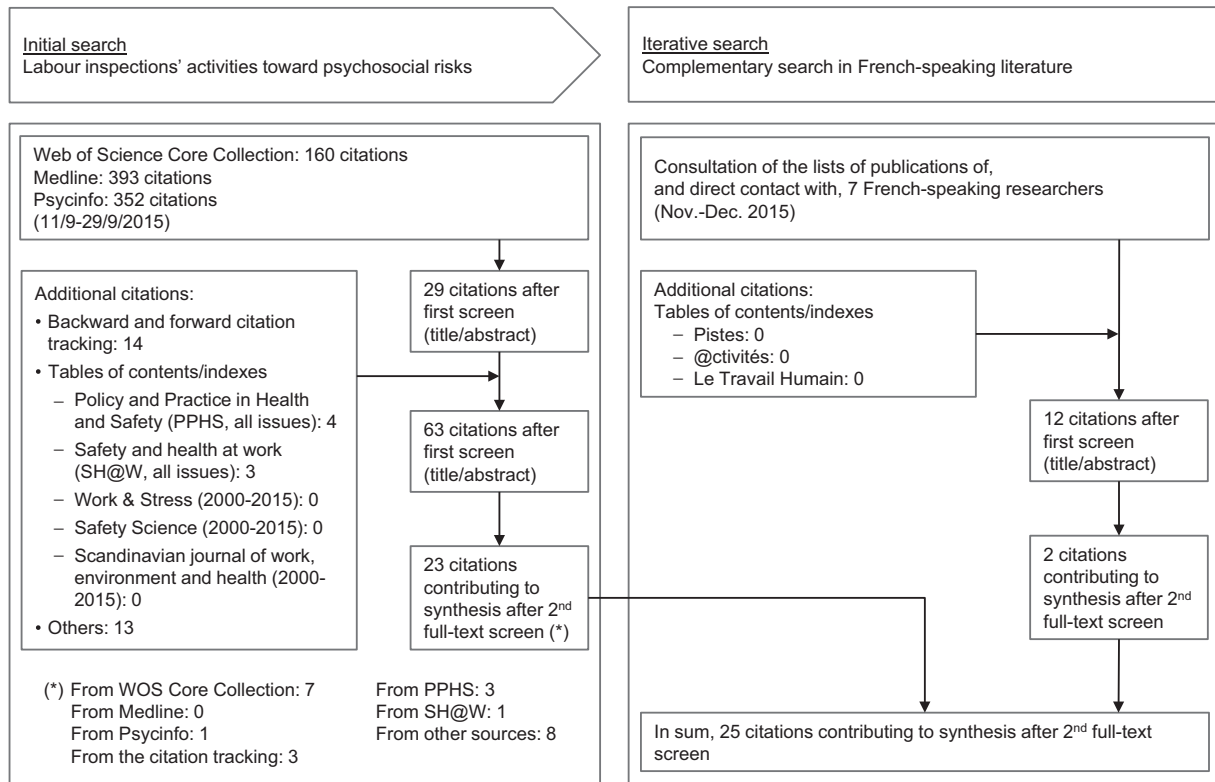 Initial search
Labour inspections’ activities toward psychosocial risks
Iterative search
Complementary search in French-speaking literature
Web of Science Core Collection: 160 citations
Medline: 393 citations
Psycinfo: 352 citations
(11/9-29/9/2015)
Additional citations:
• Backward and forward citation
tracking: 14
• Tables of contents/indexes
– Policy and Practice in Health
and Safety (PPHS, all issues): 4
– Safety and health at work
(SH@W, all issues): 3
– Work & Stress (2000-2015): 0
– Safety Science (2000-2015): 0
– Scandinavian journal of work,
environment and health (2000-
2015): 0
• Others: 13
29 citations after
first screen
(title/abstract)
63 citations after
first screen
(title/abstract)
23 citations
contributing to
synthesis after 2nd
full-text screen (*)
(*) From WOS Core Collection: 7
From Medline: 0
From Psycinfo: 1
From the citation tracking: 3
From PPHS: 3
From SH@W: 1
From other sources: 8
Consultation of the lists of publications of,
and direct contact with, 7 French-speaking researchers
(Nov.-Dec. 2015)
Additional citations:
Tables of contents/indexes
– Pistes: 0
– @ctivités: 0
– Le Travail Humain: 0
12 citations after
first screen
(title/abstract)
2 citations
contributing to
synthesis after 2nd
full-text screen
In sum, 25 citations contributing to synthesis after 2nd full-text
screen